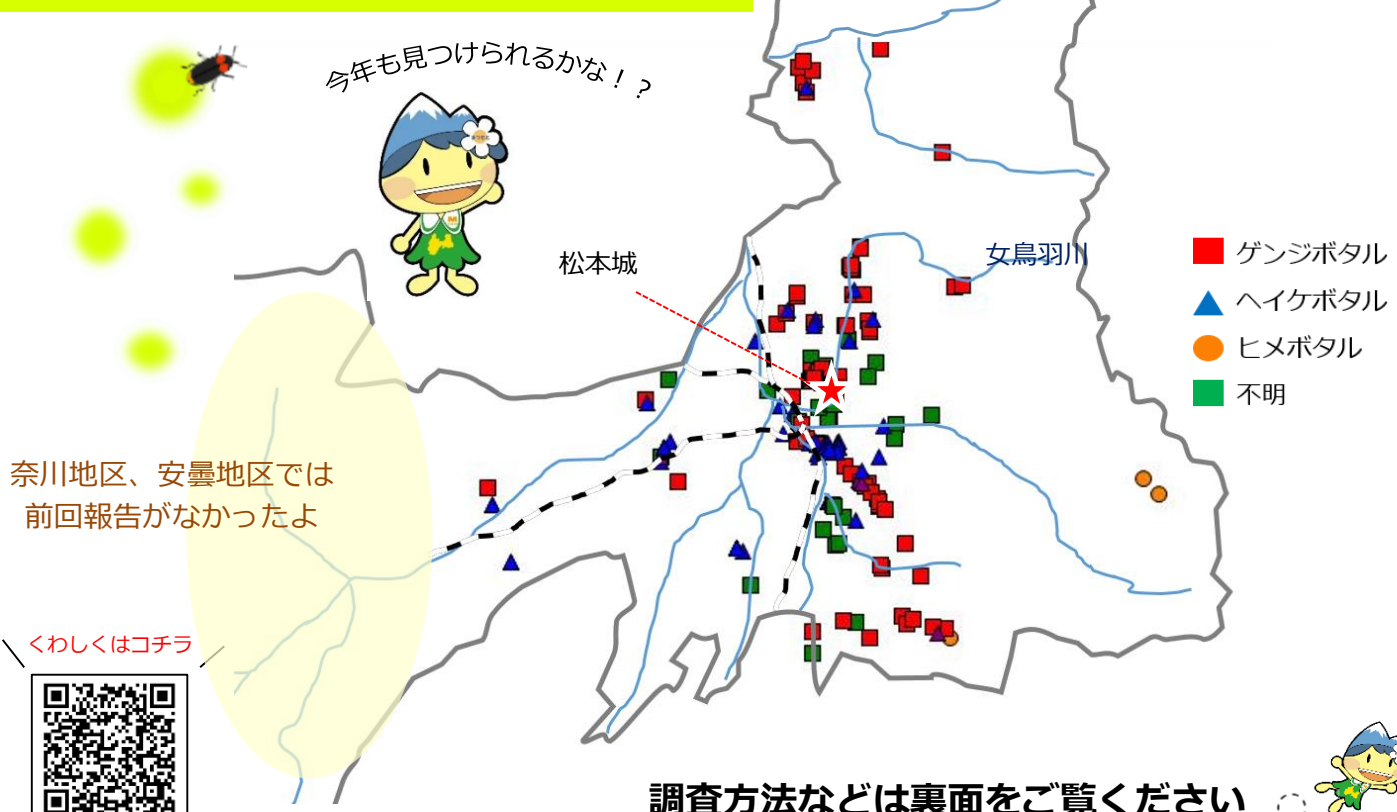 今年も見つけられるかな！？
松本城
女鳥羽川
ゲンジボタル
ヘイケボタル
ヒメボタル
不明
奈川地区、安曇地区では
前回報告がなかったよ
くわしくはコチラ
調査方法などは裏面をご覧ください